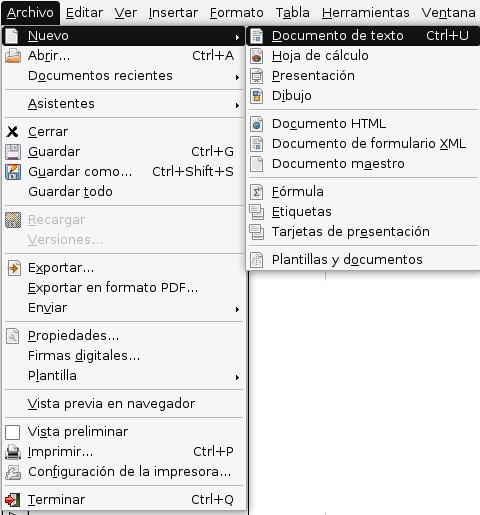 Archivo Editar Ver Insertar Formato Tabla Herramientas Ventana
Nuevo
Abrir... Ctrl+A
Documentos recientes
Asistentes
Cerrar
Guardar Ctrl+G
Guardar como... Ctrl+Shift+S
Guardar todo
Recargar
Versiones...
Exportar...
Exportar en formato PDF...
Enviar
Propiedades...
Firmas digitales...
Plantilla
Vista previa en navegador
Vista preliminar
Imprimir... Ctrl+P
Configuración de la impresora...
Terminar Ctrl+Q
Documento de texto Ctrl+U
Hoja de cálculo
Presentación
Dibujo
Documento HTML
Documento de formulario XML
Documento maestro
Fórmula
Etiquetas
Tarjetas de presentación
Plantillas y documentos